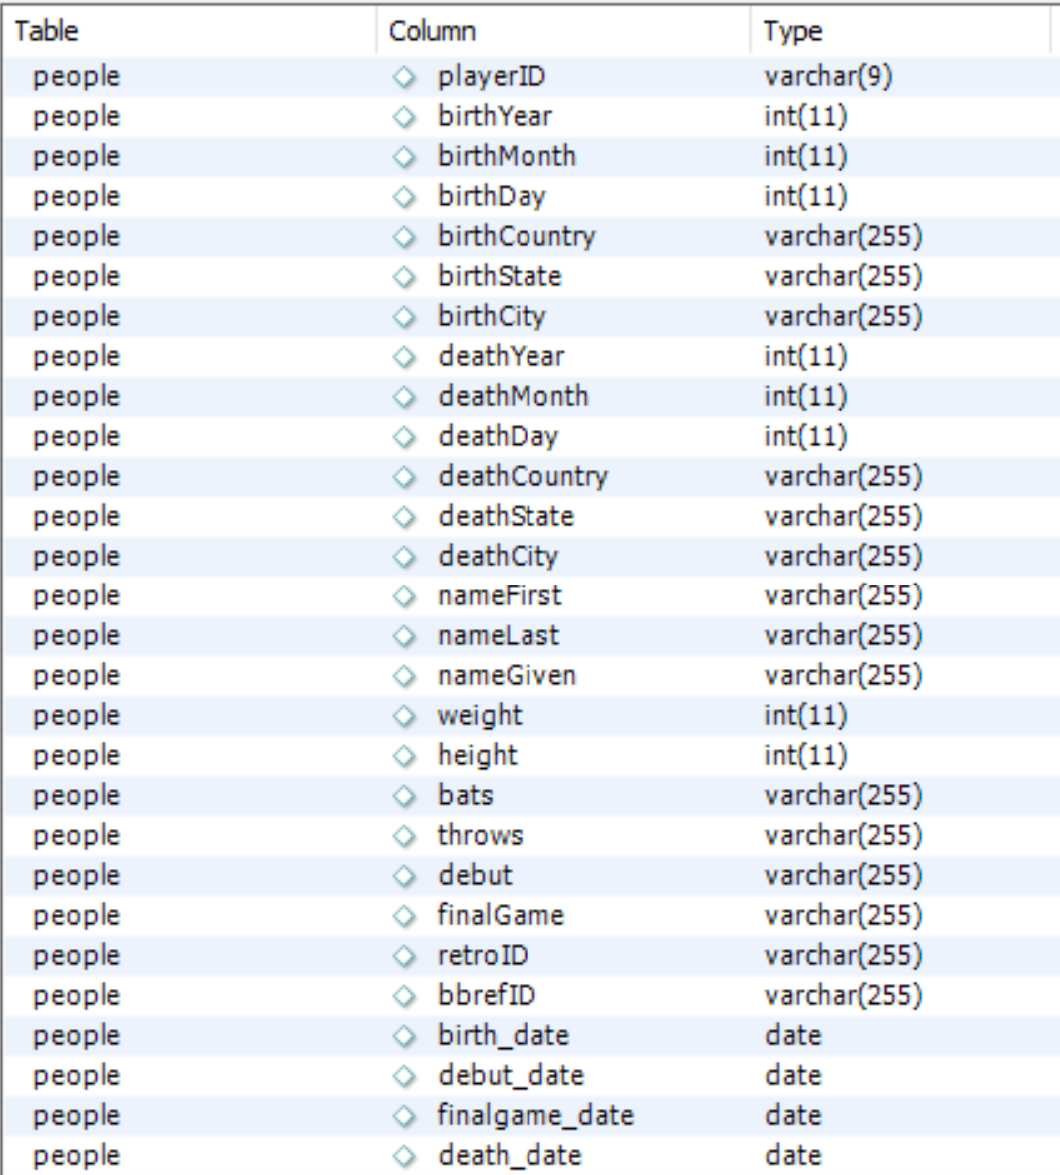 Table Column Type
people playerID varchar(9)
people birthYear int(11)
people birthMonth int(11)
people birthDay int(11)
people birthCountry varchar(255)
people birthState varchar(255)
people birthCity varchar(255)
people deathYear int(11)
people deathMonth int(11)
people deathDay int(11)
people deathCountry varchar(255)
people deathState varchar(255)
people deathCity varchar(255)
people nameFirst varchar(255)
people nameLast varchar(255)
people nameGiven varchar(255)
people weight int(11)
people height int(11)
people bats varchar(255)
people throws varchar(255)
people debut varchar(255)
people finalGame varchar(255)
people retroID varchar(255)
people bbrefID varchar(255)
people birth_date date
people debut_date date
people finalgame_date date
people death_date date